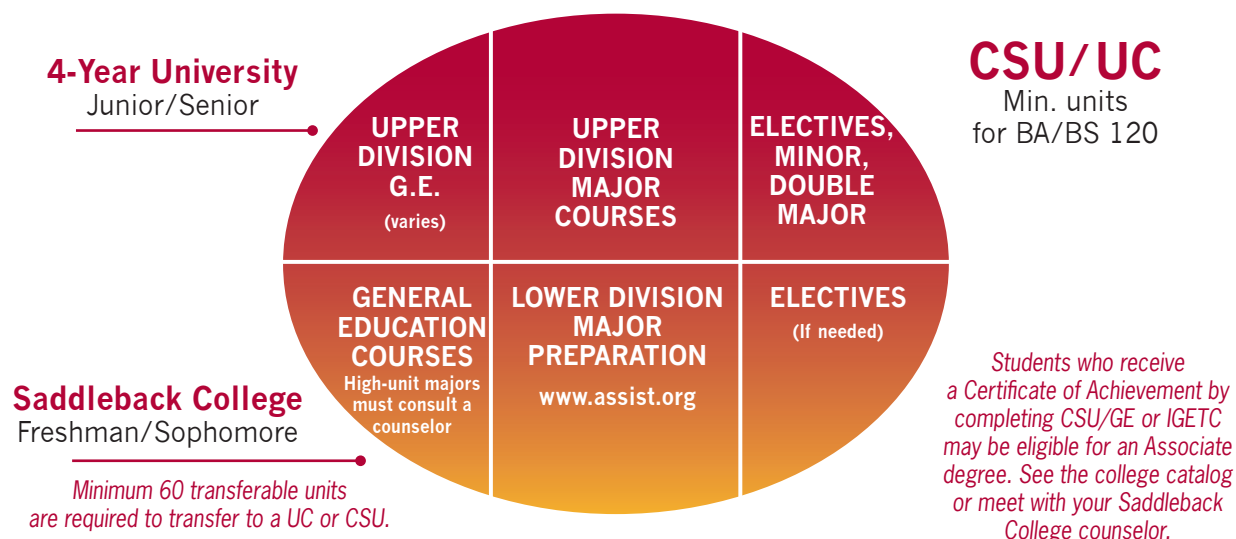 4-Year University
Junior/Senior
UPPER
DIVISION
G.E.
(varies)
UPPER
DIVISION
MAJOR
COURSES
ELECTIVES,
MINOR,
DOUBLE
MAJOR
CSU/UC
Min. units
for BA/BS 120
GENERAL
EDUCATION
COURSES
High-unit majors
must consult a
counselor
LOWER DIVISION
MAJOR
PREPARATION
www.assist.org
ELECTIVES
(If needed)
Saddleback College
Freshman/Sophomore
Minimum 60 transferable units
are required to transfer to a UC or CSU.
Students who receive
a Certificate of Achievement by
completing CSU/GE or IGETC
may be eligible for an Associate
degree. See the college catalog
or meet with your Saddleback
College counselor.